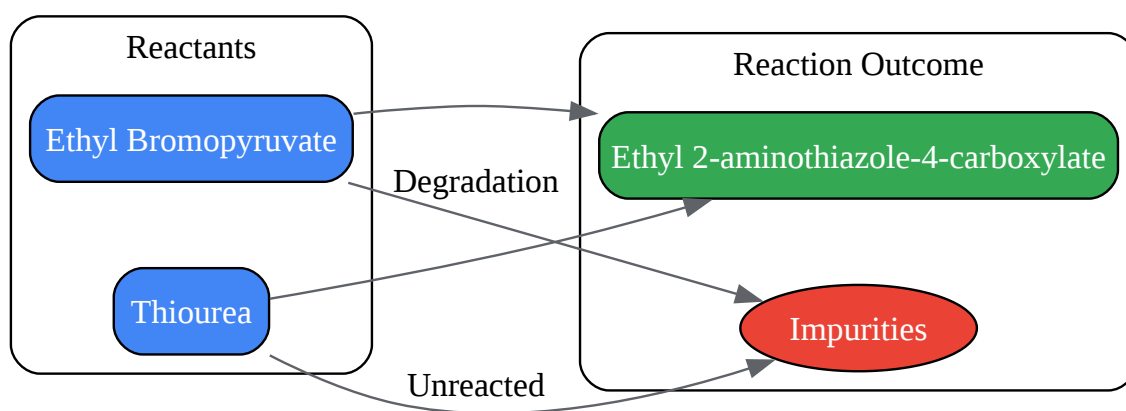 Reactants
Reaction Outcome
Ethyl Bromopyruvate
Ethyl 2-aminothiazole-4-carboxylate
Degradation
Thiourea
Impurities
Unreacted